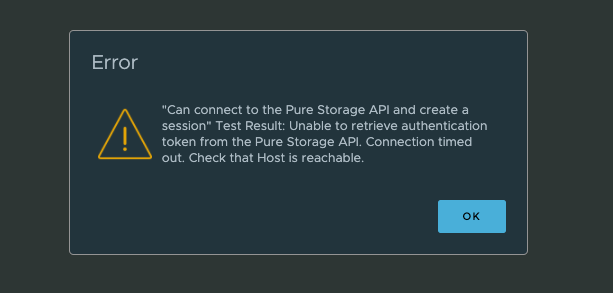 Error
"Can connect to the Pure Storage API and create a
session" Test Result: Unable to retrieve authentication
token from the Pure Storage API. Connection timed
out. Check that Host is reachable.
OK